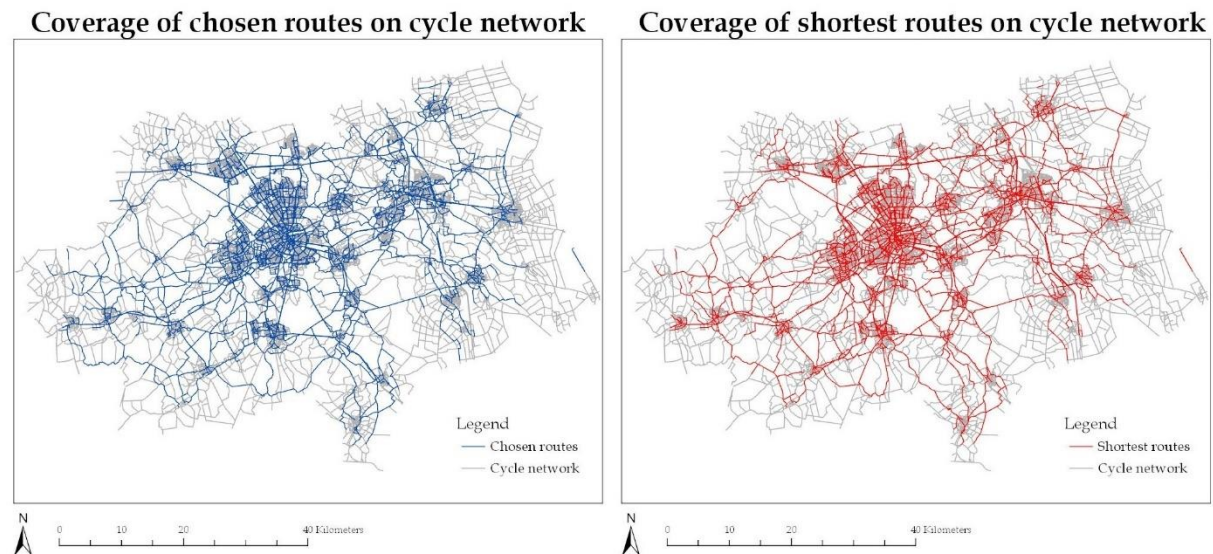 Coverage of chosen routes on cycle network
Legend
Chosen routes
Cycle network
N
0 10 20 40 Kilometers
Coverage of shortest routes on cycle network
Legend
Shortest routes
Cycle network
N
0 10 20 40 Kilometers